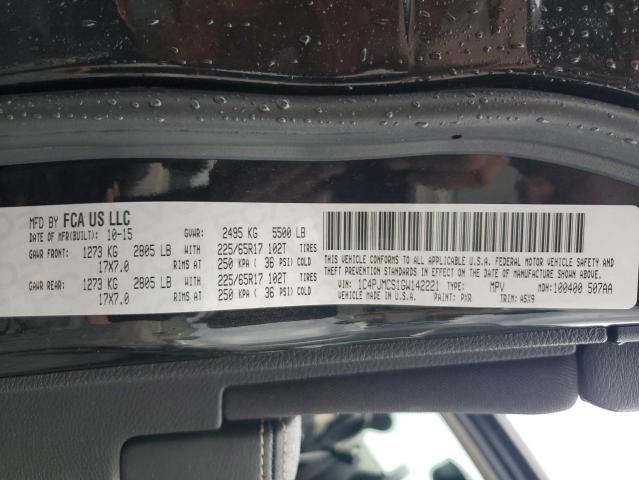 MFD BY FCA US LLC
DATE OF MFR(BUILT): 10-15 GVWR: 2495 KG 5500 LB
GAWR FRONT: 1273 KG 2805 LB WITH 225/65R17 102T TIRES
17X7.0 RIMS AT 250 KPA ( 36 PSI) COLD
GAWR REAR: 1273 KG 2805 LB WITH 225/65R17 102T TIRES
17X7.0 RIMS AT 250 KPA ( 36 PSI) COLD
THIS VEHICLE CONFORMS TO ALL APPLICABLE U.S.A. FEDERAL MOTOR VEHICLE SAFETY AND
THEFT PREVENTION STANDARDS IN EFFECT ON THE DATE OF MANUFACTURE SHOWN ABOVE.
VIN: 1C4PJMCS1GW142221 TYPE: MPV MDH: 100400 507AA
VEHICLE MADE IN U.S.A. PAINT: PXR TRIM: A5X9